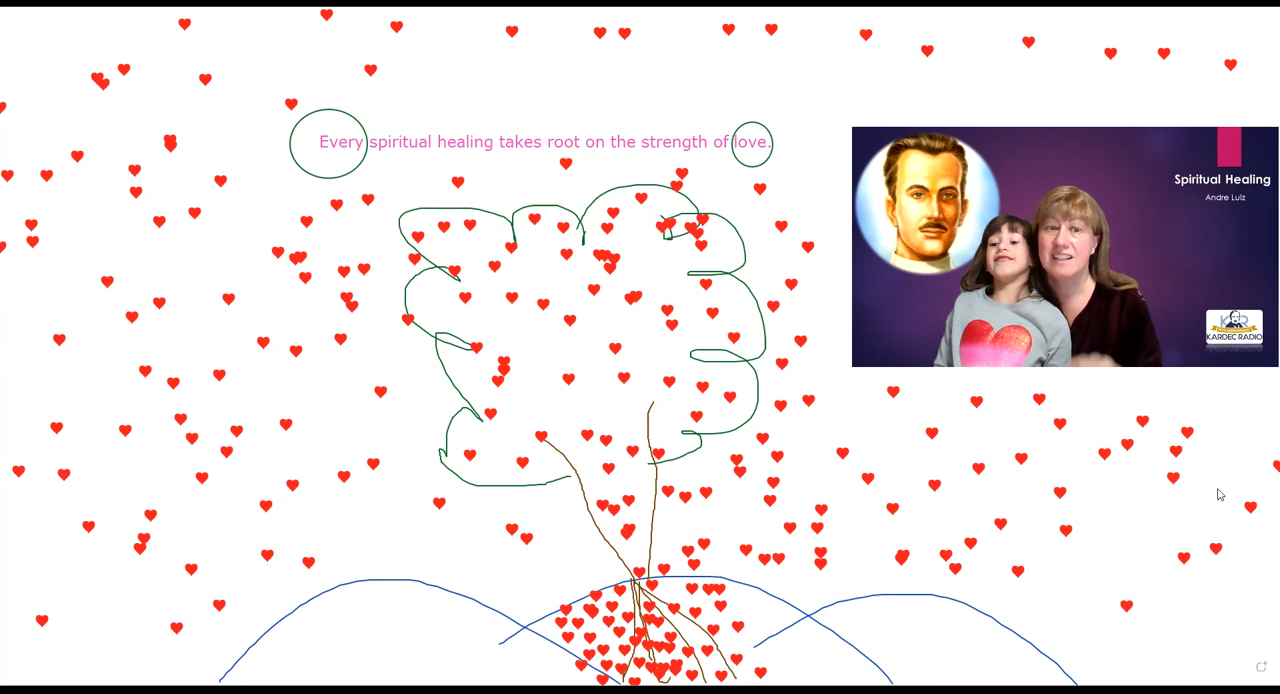 Every spiritual healing takes root on the strength of love.
Spiritual Healing
Andre Luiz
KARDEC RADIO